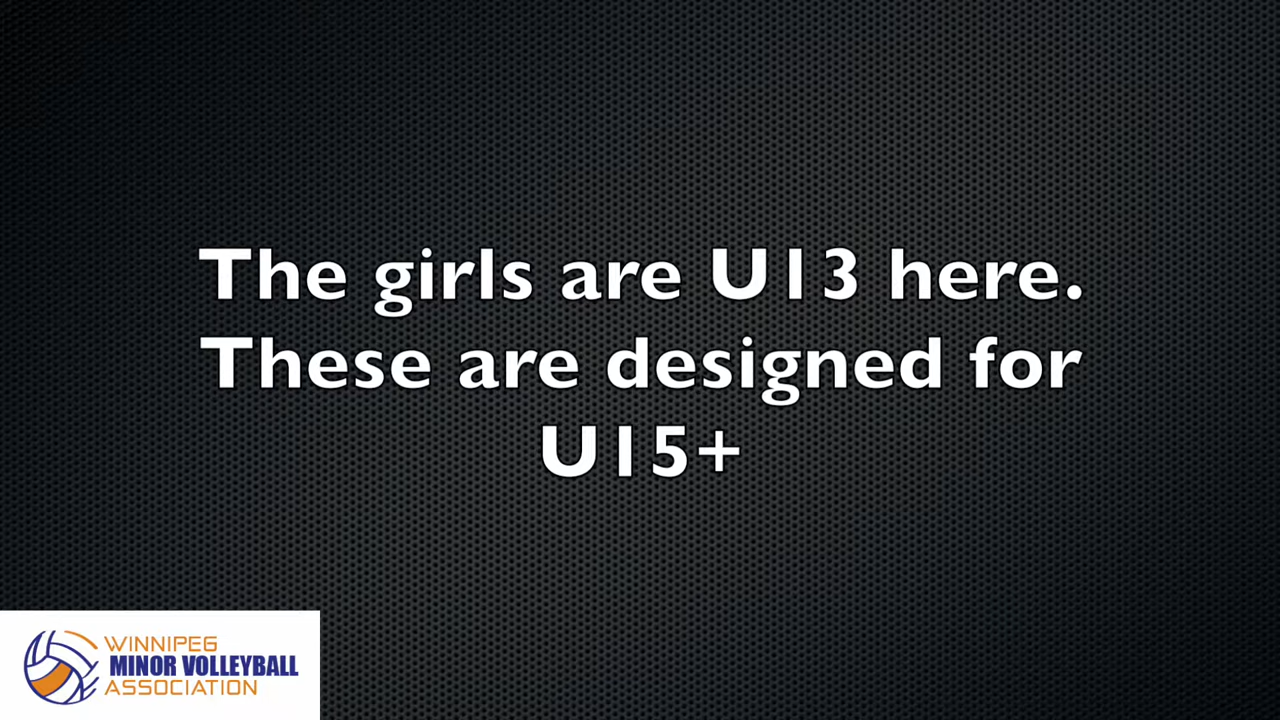 The girls are U13 here.
These are designed for
U15+
WINNIPEG
MINOR VOLLEYBALL
ASSOCIATION